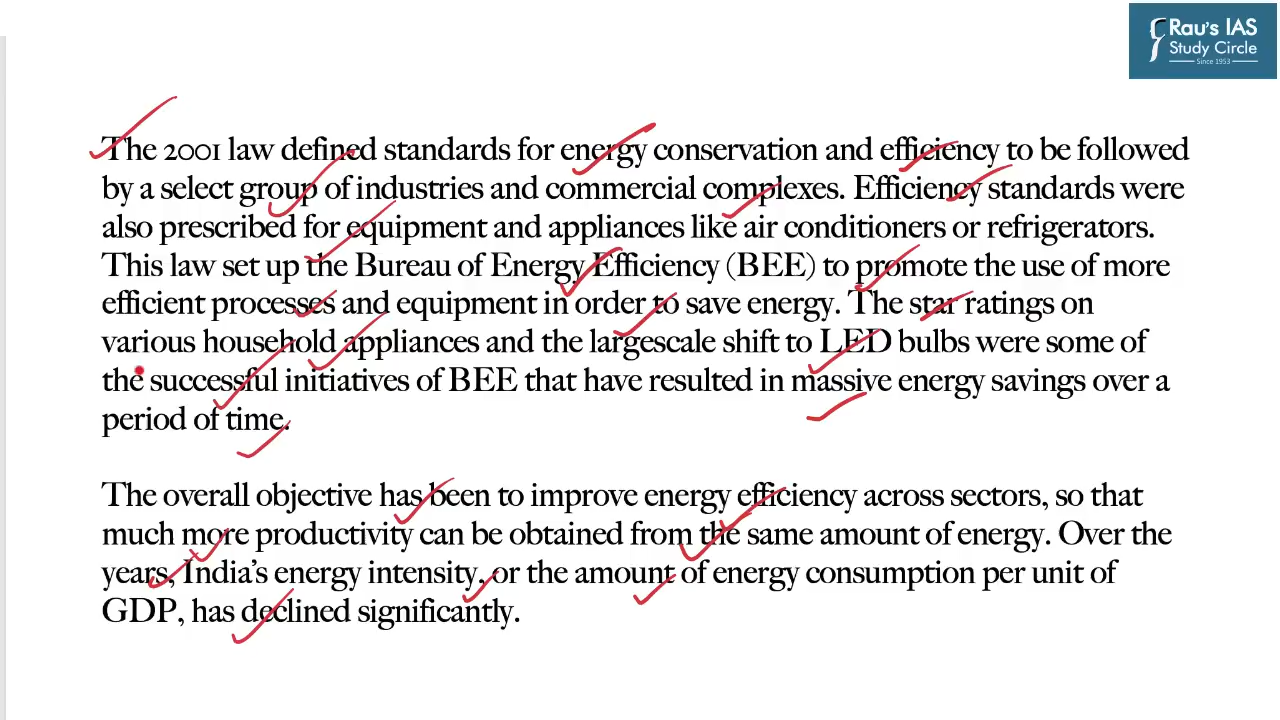 Rau's IAS
Study Circle
Since 1953
The 2001 law defined standards for energy conservation and efficiency to be followed
by a select group of industries and commercial complexes. Efficiency standards were
also prescribed for equipment and appliances like air conditioners or refrigerators.
This law set up the Bureau of Energy Efficiency (BEE) to promote the use of more
efficient processes and equipment in order to save energy. The star ratings on
various household appliances and the largescale shift to LED bulbs were some of
the successful initiatives of BEE that have resulted in massive energy savings over a
period of time.
The overall objective has been to improve energy efficiency across sectors, so that
much more productivity can be obtained from the same amount of energy. Over the
years, India's energy intensity, or the amount of energy consumption per unit of
GDP, has declined significantly.